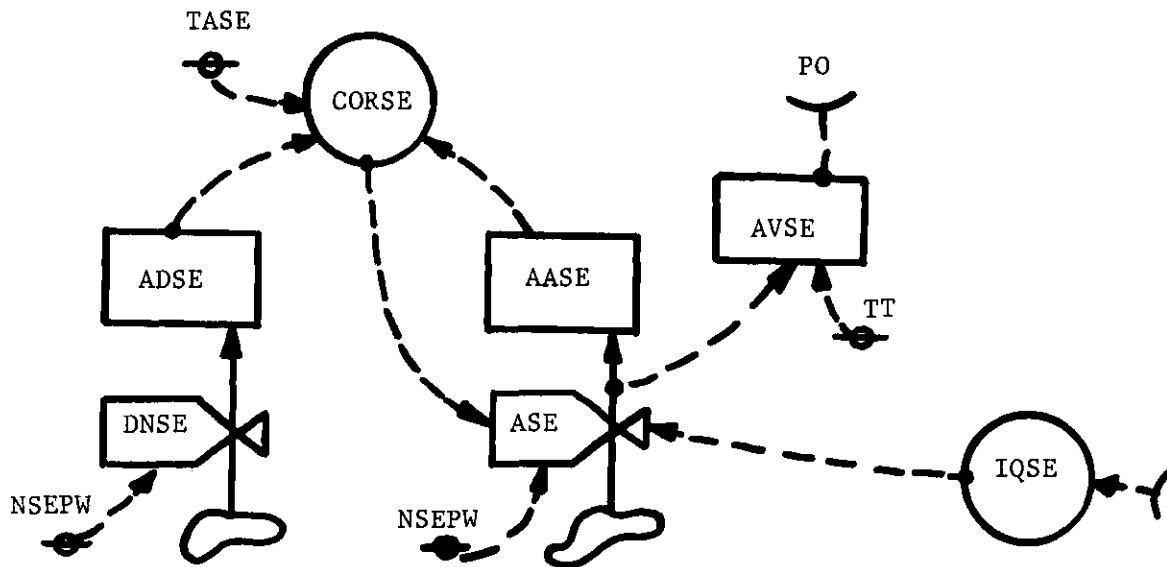 TASE
CORSE
PO
ADSE
AASE
AVSE
TT
DNSE
ASE
IQSE
NSEPW
NSEPW